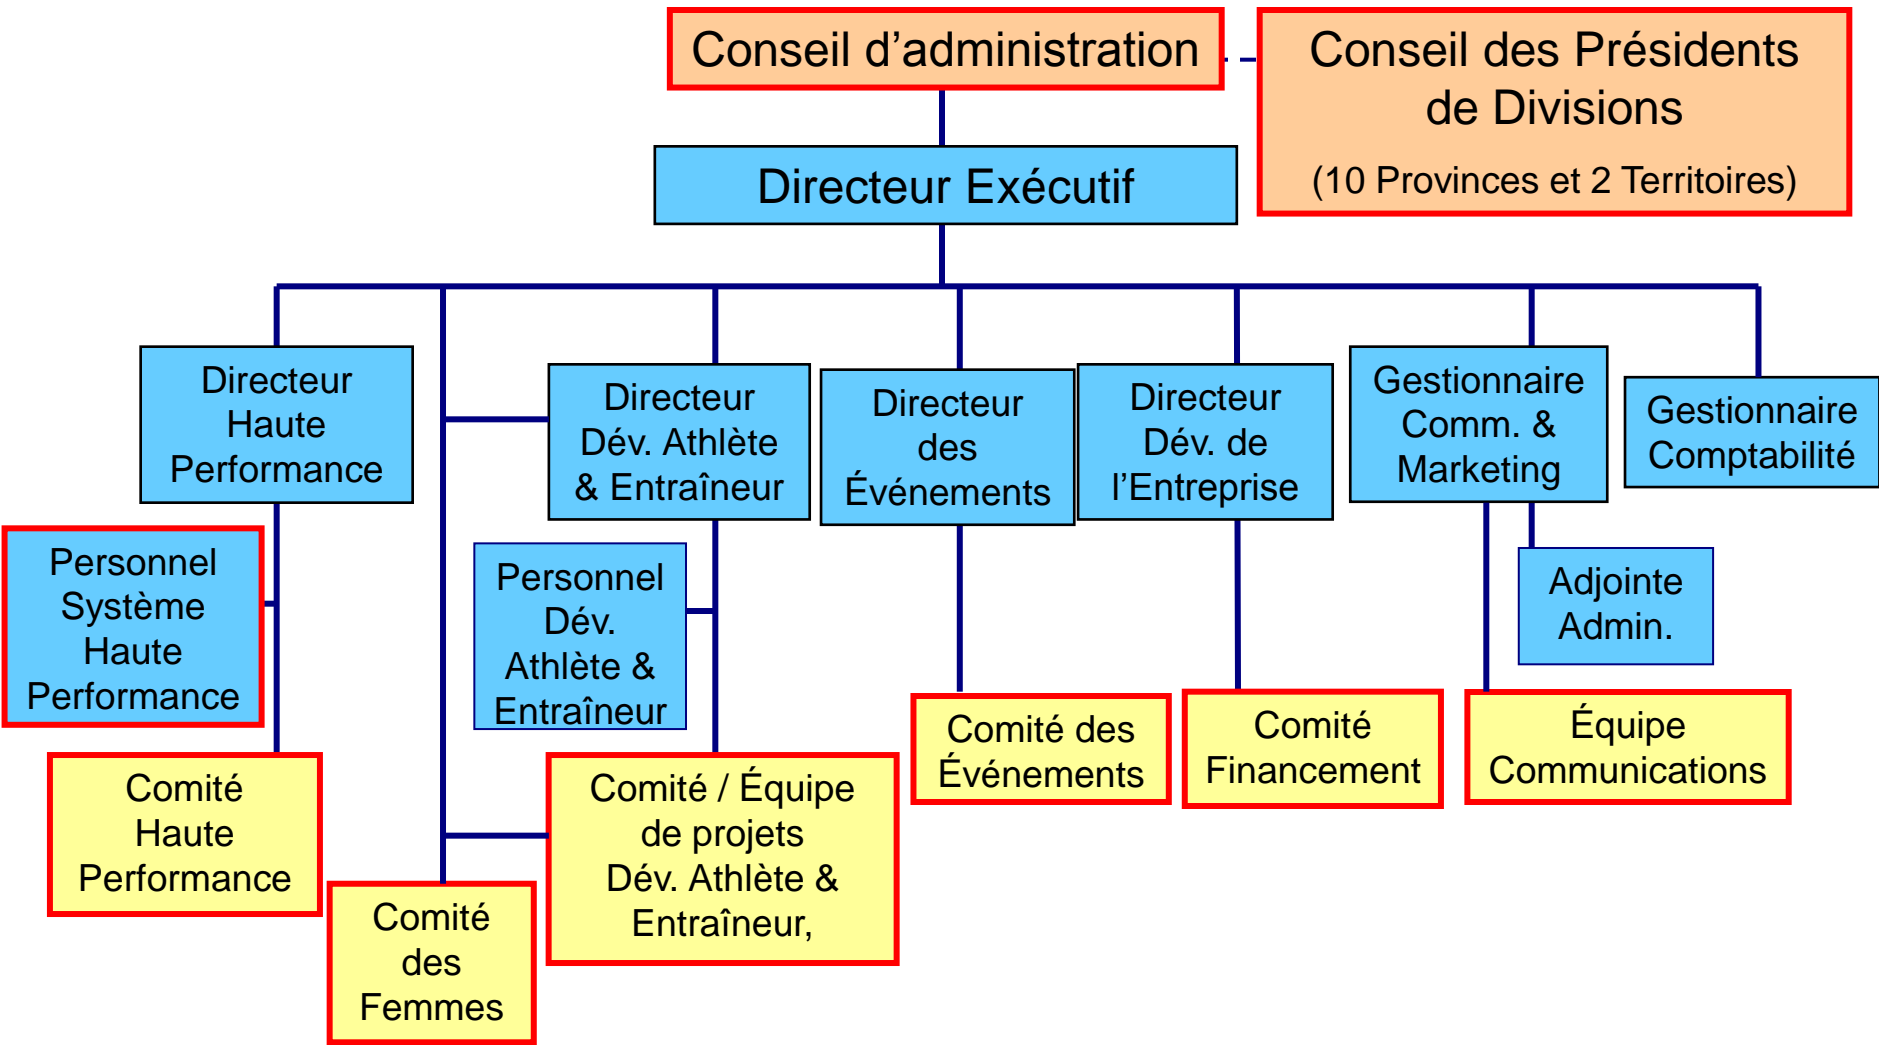 Conseil d’administration
Conseil des Présidents
de Divisions
(10 Provinces et 2 Territoires)
Directeur Exécutif
Directeur
Haute
Performance
Directeur
Dév. Athlète
& Entraîneur
Directeur
des
Événements
Directeur
Dév. de
l’Entreprise
Gestionnaire
Comm. &
Marketing
Gestionnaire
Comptabilité
Personnel
Système
Haute
Performance
Personnel
Dév.
Athlète &
Entraîneur
Adjointe
Admin.
Comité
Haute
Performance
Comité
des
Femmes
Comité / Équipe
de projets
Dév. Athlète &
Entraîneur,
Comité des
Événements
Comité
Financement
Équipe
Communications